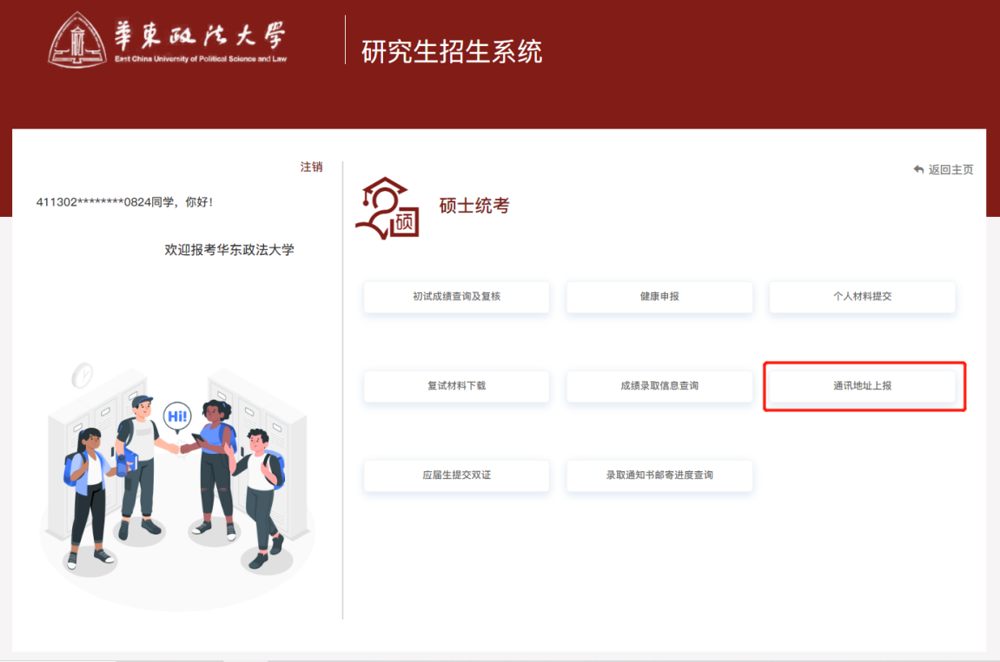 華東政法大學
East China University of Political Science and Law
研究生招生系统
注销
返回主页
411302********0824同学，你好！
硕
硕士统考
欢迎报考华东政法大学
初试成绩查询及复核
健康申报
个人材料提交
复试材料下载
成绩录取信息查询
通讯地址上报
Hi!
应届生提交双证
录取通知书邮寄进度查询